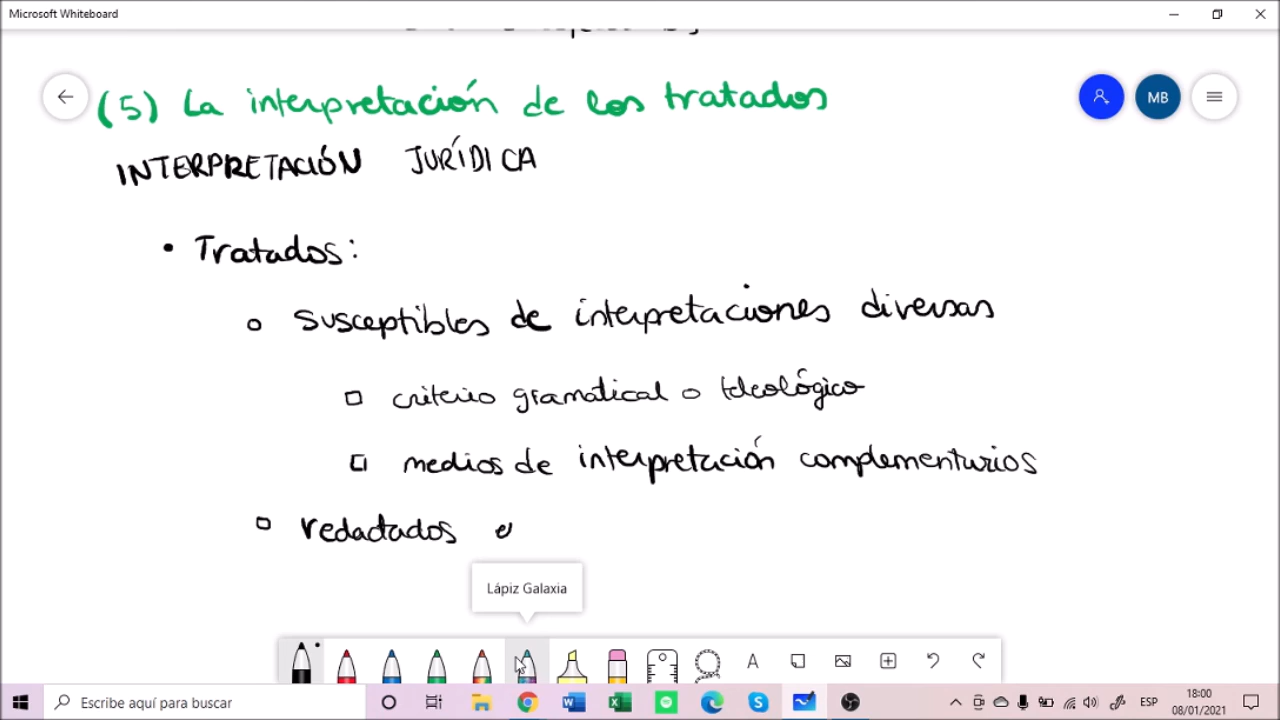 Microsoft Whiteboard
(5) La interpretación de los tratados
MB
INTERPRETACIÓN JURÍDICA
• Tratados:
susceptibles de interpretaciones diversas
criterio gramatical o teleológico
medios de interpretación complementarios
redactados e
Lápiz Galaxia
A
Escribe aquí para buscar
ESP
18:00
08/01/2021